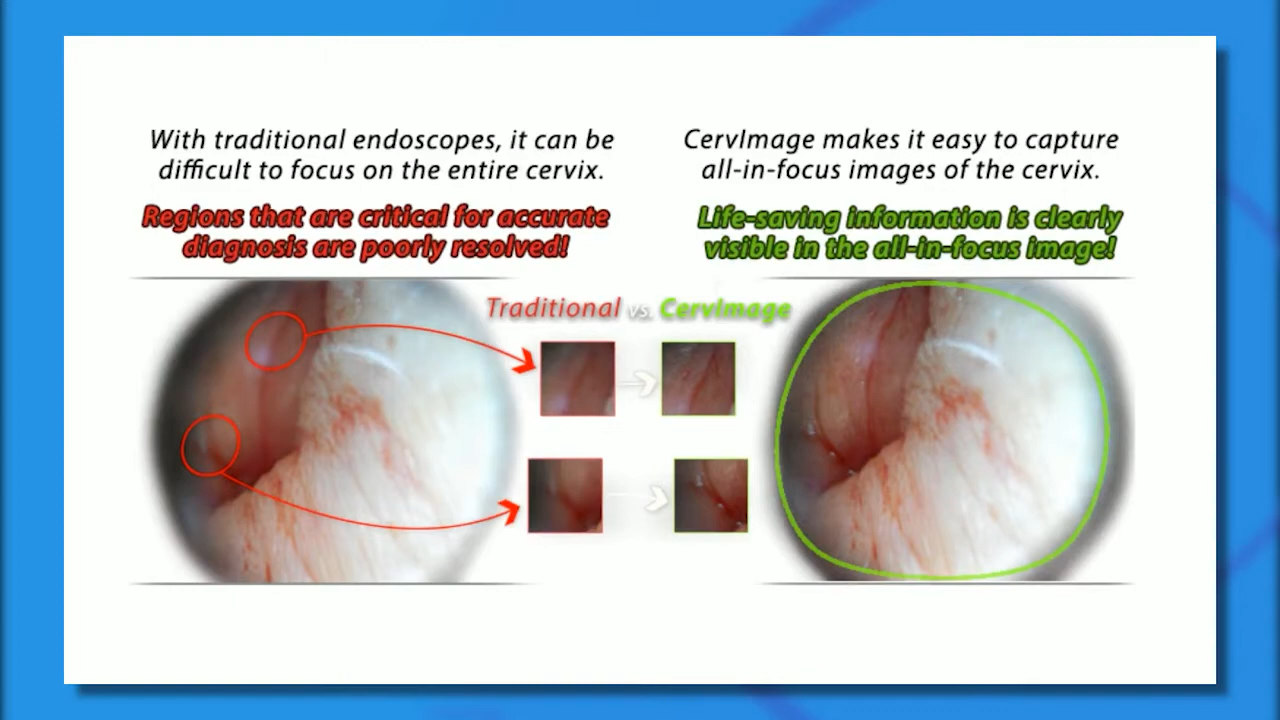 With traditional endoscopes, it can be
difficult to focus on the entire cervix.
Regions that are critical for accurate
diagnosis are poorly resolved!
CervImage makes it easy to capture
all-in-focus images of the cervix.
Life-saving information is clearly
visible in the all-in-focus image!
Traditional vs. CervImage